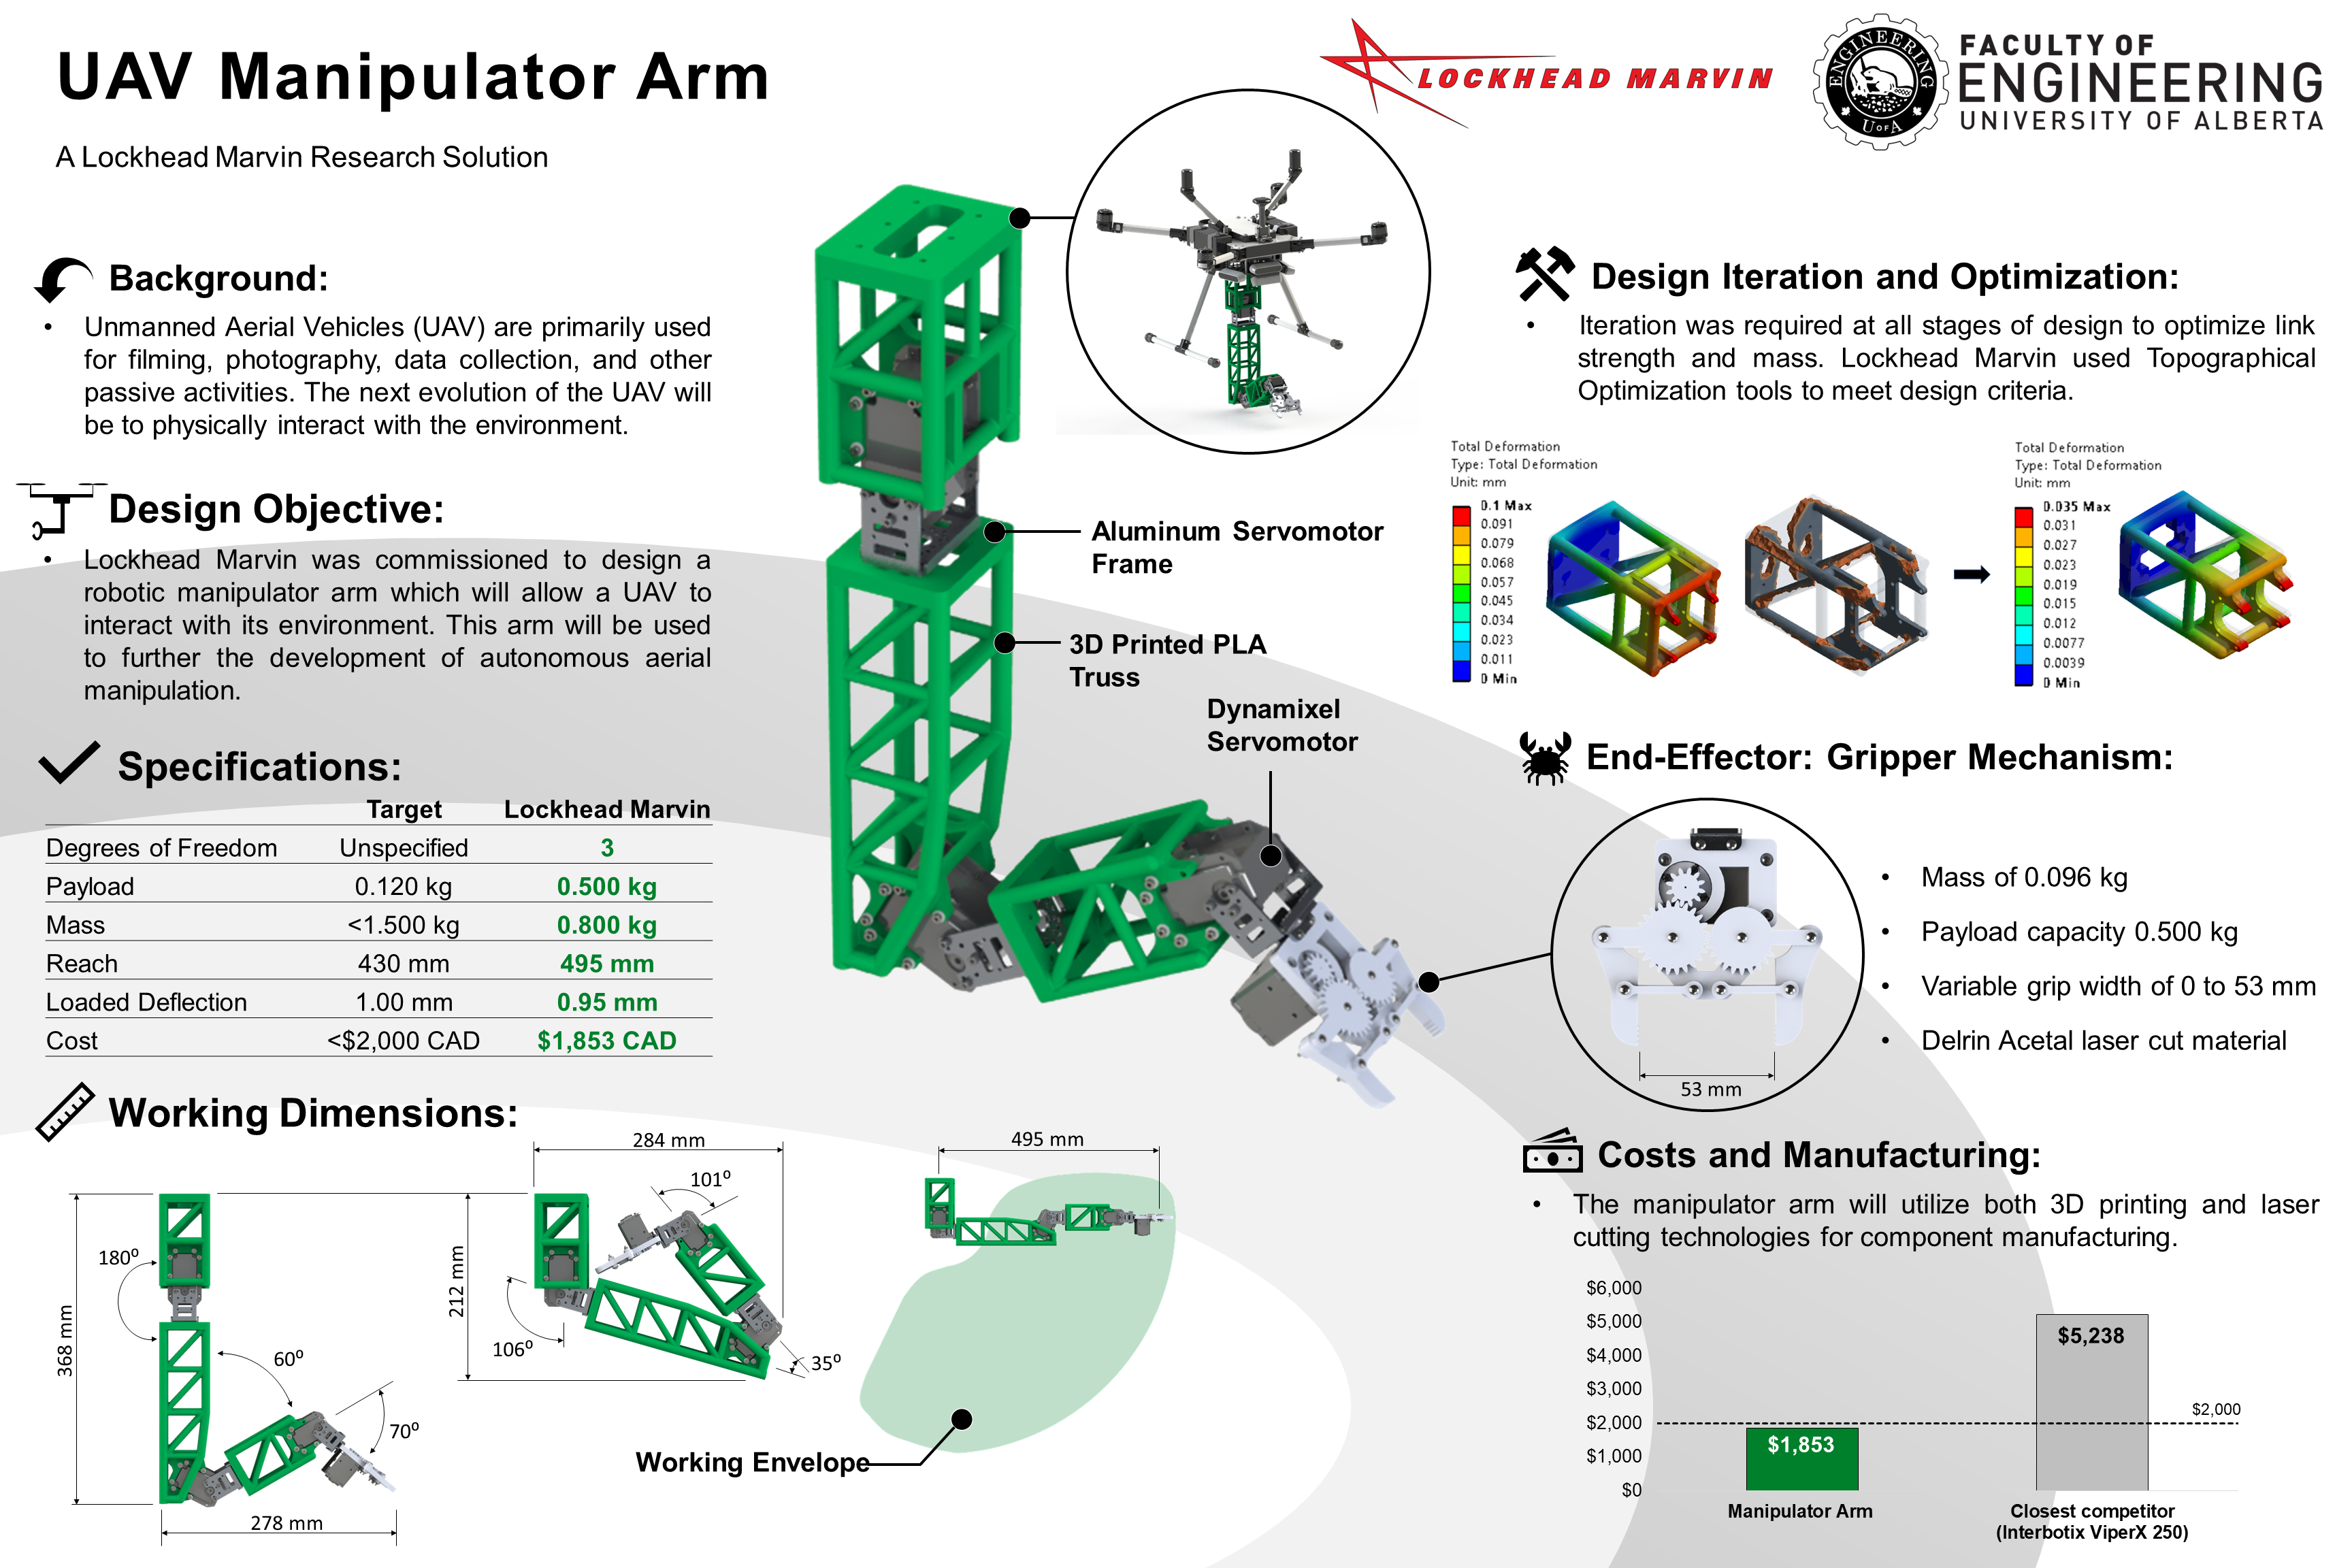 UAV Manipulator Arm
A Lockhead Marvin Research Solution
LOCKHEAD MARVIN
ENGINEERING
U OF A
FACULTY OF
ENGINEERING
UNIVERSITY OF ALBERTA
Background:
• Unmanned Aerial Vehicles (UAV) are primarily used
for filming, photography, data collection, and other
passive activities. The next evolution of the UAV will
be to physically interact with the environment.
Design Objective:
• Lockhead Marvin was commissioned to design a
robotic manipulator arm which will allow a UAV to
interact with its environment. This arm will be used
to further the development of autonomous aerial
manipulation.
Specifications:
Target Lockhead Marvin
Degrees of Freedom Unspecified 3
Payload 0.120 kg 0.500 kg
Mass <1.500 kg 0.800 kg
Reach 430 mm 495 mm
Loaded Deflection 1.00 mm 0.95 mm
Cost <$2,000 CAD $1,853 CAD
Working Dimensions:
368 mm
180º
60º
70º
278 mm
284 mm
101º
212 mm
106º
35º
495 mm
Working Envelope
Aluminum Servomotor
Frame
3D Printed PLA
Truss
Dynamixel
Servomotor
Design Iteration and Optimization:
• Iteration was required at all stages of design to optimize link
strength and mass. Lockhead Marvin used Topographical
Optimization tools to meet design criteria.
Total Deformation
Type: Total Deformation
Unit: mm
0.1 Max
0.091
0.079
0.068
0.057
0.045
0.034
0.023
0.011
0 Min
Total Deformation
Type: Total Deformation
Unit: mm
0.035 Max
0.031
0.027
0.023
0.019
0.015
0.012
0.0077
0.0039
0 Min
End-Effector: Gripper Mechanism:
53 mm
• Mass of 0.096 kg
• Payload capacity 0.500 kg
• Variable grip width of 0 to 53 mm
• Delrin Acetal laser cut material
Costs and Manufacturing:
• The manipulator arm will utilize both 3D printing and laser
cutting technologies for component manufacturing.
$6,000
$5,000
$4,000
$3,000
$2,000
$1,000
$0
$1,853
$5,238
$2,000
Manipulator Arm
Closest competitor
(Interbotix ViperX 250)